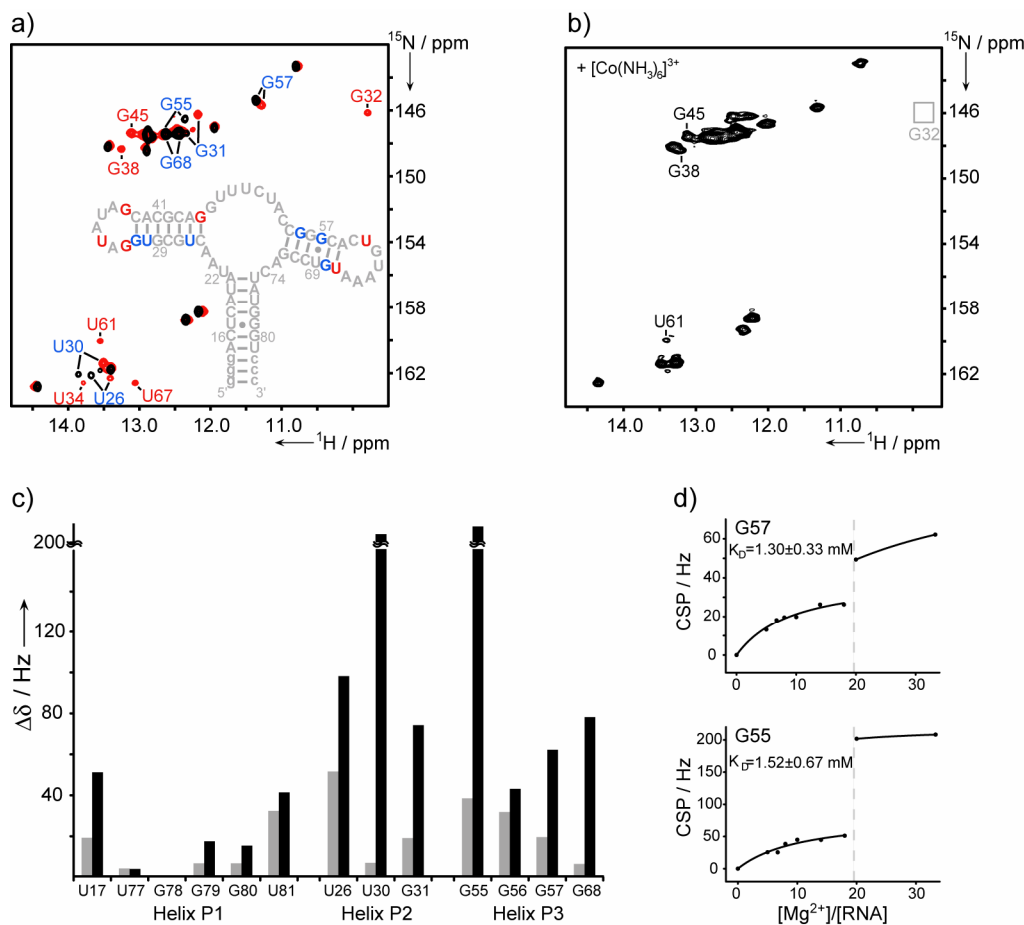 a)
¹⁵N / ppm
G57
G55
G32
G45
G68
G31
G38
146
150
154
158
162
U61
U30
U34
U26
U67
41
29
22
57
69
74
16
80
5'
3'
14.0 13.0 12.0 11.0
¹H / ppm
b)
¹⁵N / ppm
+ [Co(NH₃)₆]³⁺
G45
G38
G32
U61
146
150
154
158
162
14.0 13.0 12.0 11.0
¹H / ppm
c)
Δδ / Hz
200
120
80
40
U17 U77 G78 G79 G80 U81 U26 U30 G31 G55 G56 G57 G68
Helix P1 Helix P2 Helix P3
d)
G57
K_D=1.30±0.33 mM
CSP / Hz
60
40
20
0
0 10 20 30
G55
K_D=1.52±0.67 mM
CSP / Hz
200
150
100
50
0
0 10 20 30
[Mg²⁺]/[RNA]